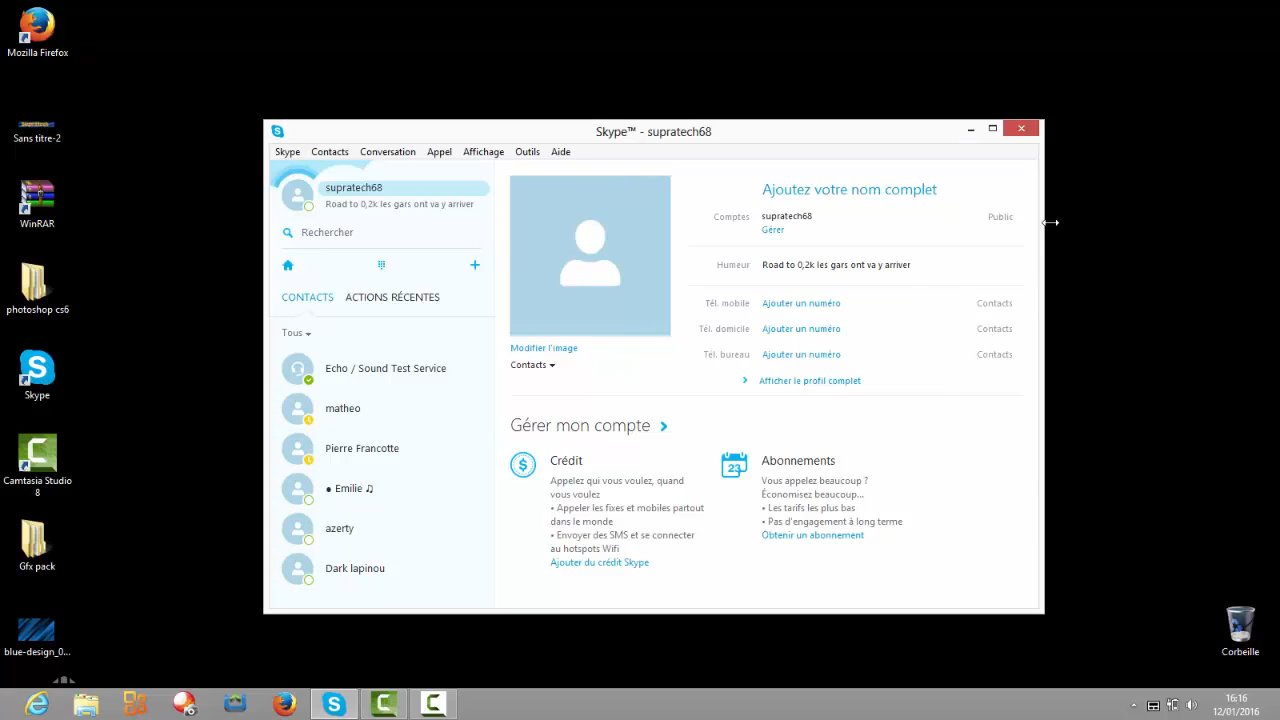 Mozilla Firefox
Sans titre-2
WinRAR
photoshop cs6
Skype
Camtasia Studio
8
Gfx pack
blue-design_0...
Corbeille
Skype™ - supratech68
Skype Contacts Conversation Appel Affichage Outils Aide
supratech68
Road to 0,2k les gars ont va y arriver
Rechercher
CONTACTS ACTIONS RÉCENTES
Tous
Echo / Sound Test Service
matheo
Pierre Francotte
● Emilie ♫
azerty
Dark lapinou
Modifier l'image
Contacts
Ajoutez votre nom complet
Comptes supratech68 Public
Gérer
Humeur Road to 0,2k les gars ont va y arriver
Tél. mobile Ajouter un numéro Contacts
Tél. domicile Ajouter un numéro Contacts
Tél. bureau Ajouter un numéro Contacts
Afficher le profil complet
Gérer mon compte
$
Crédit
Appelez qui vous voulez, quand
vous voulez
• Appeler les fixes et mobiles partout
dans le monde
• Envoyer des SMS et se connecter
au hotspots Wifi
Ajouter du crédit Skype
23
Abonnements
Vous appelez beaucoup ?
Économisez beaucoup...
• Les tarifs les plus bas
• Pas d'engagement à long terme
Obtenir un abonnement
16:16
12/01/2016